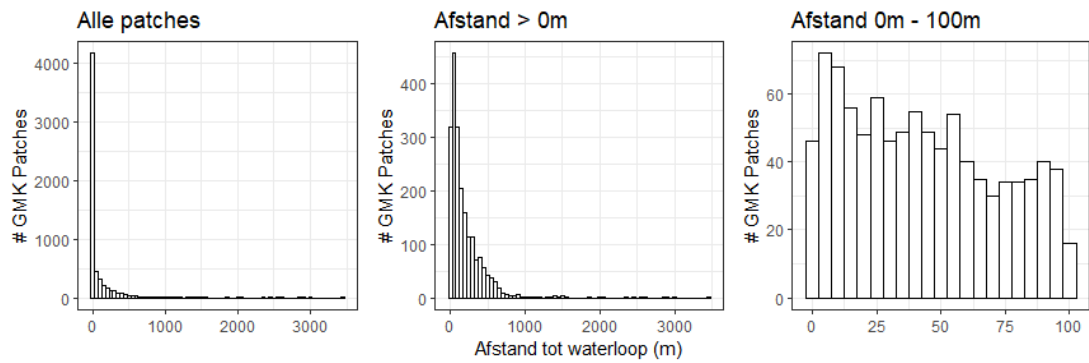 Alle patches
# GMK Patches
4000
3000
2000
1000
0
0 1000 2000 3000
Afstand > 0m
# GMK Patches
400
300
200
100
0
0 1000 2000 3000
Afstand tot waterloop (m)
Afstand 0m - 100m
# GMK Patches
60
40
20
0
0 25 50 75 100